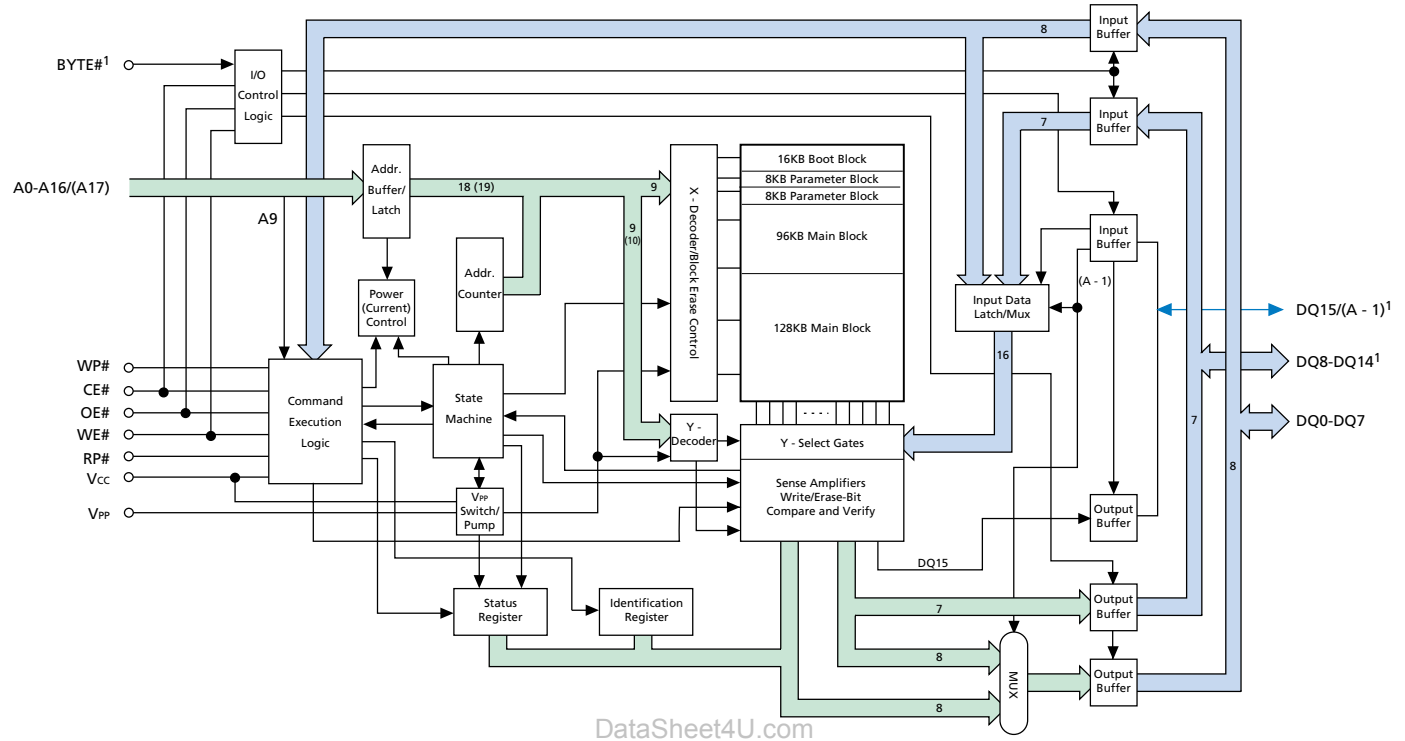 BYTE#1
I/O
Control
Logic
8
Input
Buffer
7
Input
Buffer
A0-A16/(A17)
Addr.
Buffer/
Latch
18 (19)
9
A9
9
(10)
X - Decoder/Block Erase Control
16KB Boot Block
8KB Parameter Block
8KB Parameter Block
96KB Main Block
128KB Main Block
Input
Buffer
(A - 1)
Addr.
Counter
Power
(Current)
Control
Input Data
Latch/Mux
16
DQ15/(A - 1)1
DQ8-DQ141
DQ0-DQ7
WP#
CE#
OE#
WE#
RP#
VCC
VPP
Command
Execution
Logic
State
Machine
VPP
Switch/
Pump
Y -
Decoder
Y - Select Gates
Sense Amplifiers
Write/Erase-Bit
Compare and Verify
7
8
Output
Buffer
DQ15
Status
Register
Identification
Register
7
Output
Buffer
8
8
MUX
Output
Buffer
DataSheet4U.com